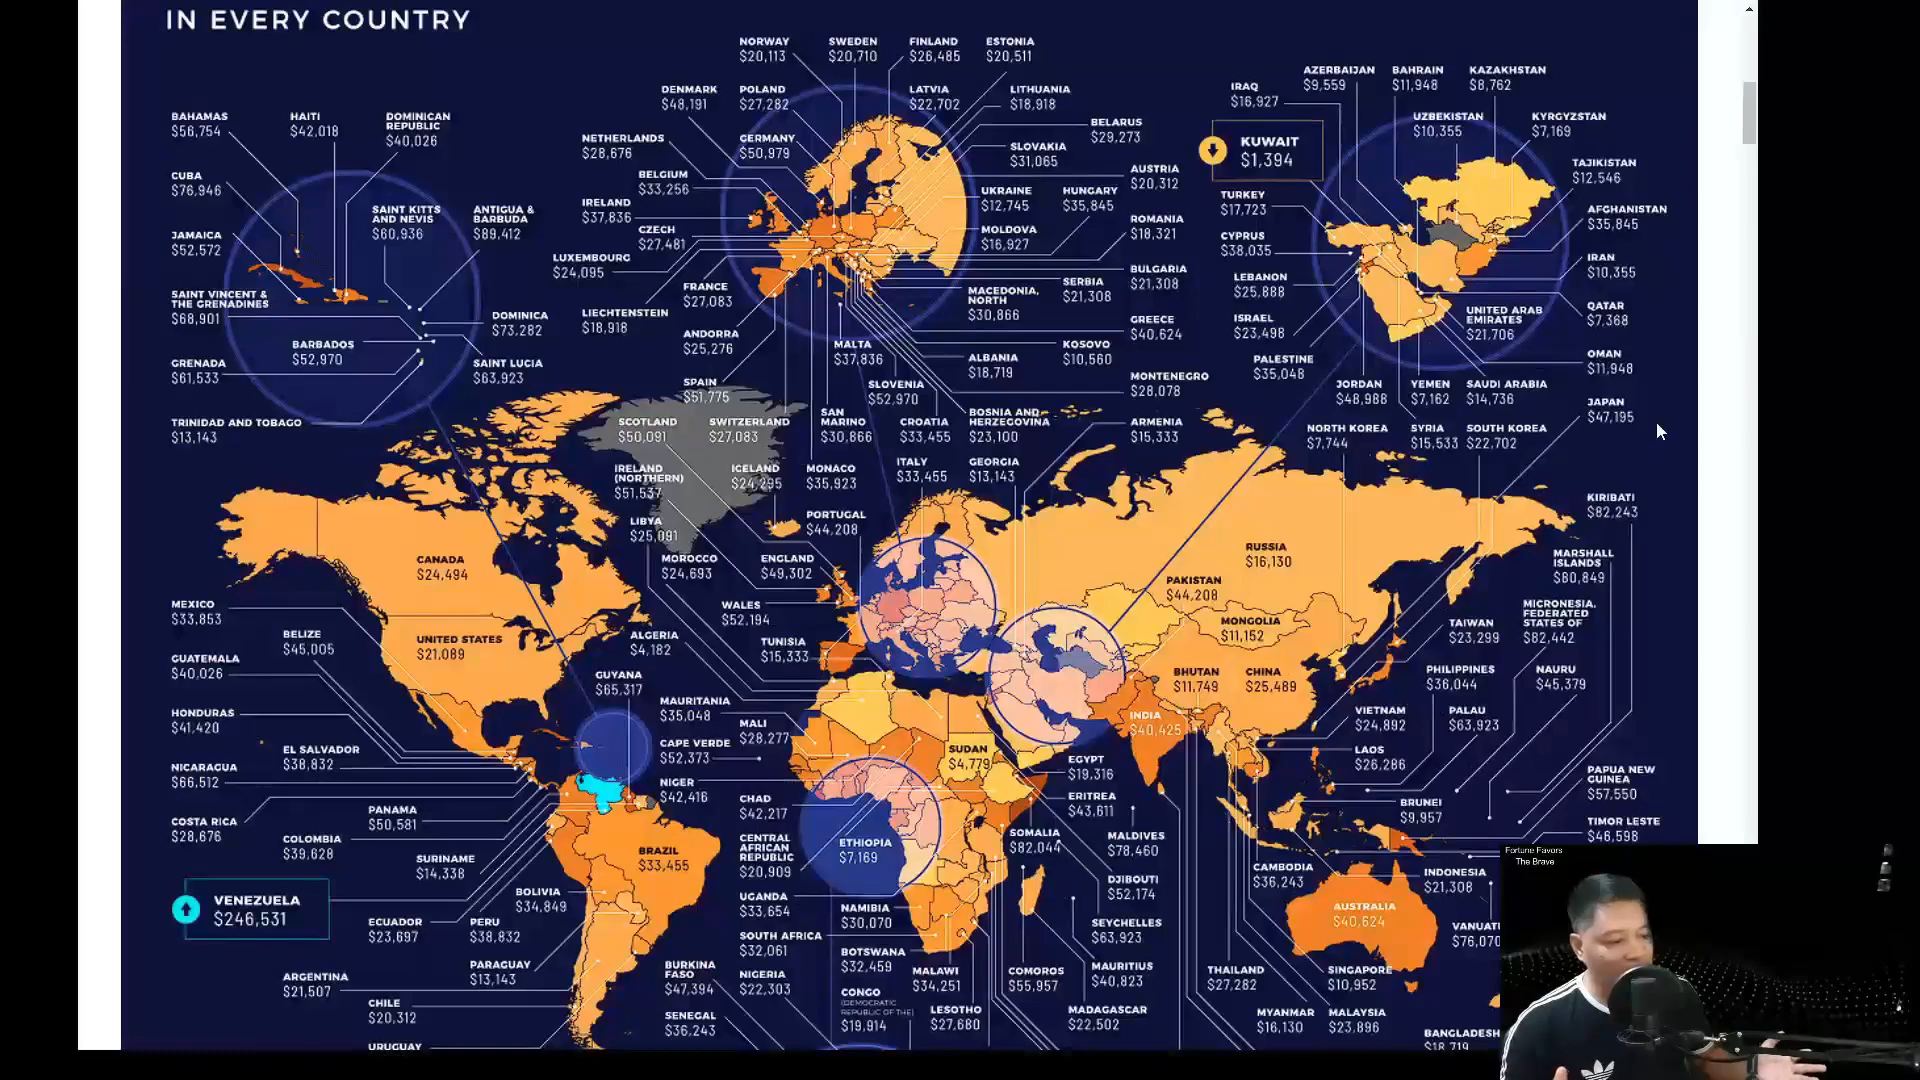 IN EVERY COUNTRY
NORWAY
$20,113
SWEDEN
$20,710
FINLAND
$26,485
ESTONIA
$20,511
DENMARK
$48,191
POLAND
$27,282
LATVIA
$22,702
LITHUANIA
$18,918
NETHERLANDS
$28,676
GERMANY
$50,979
BELARUS
$29,273
SLOVAKIA
$31,065
BELGIUM
$33,256
AUSTRIA
$20,312
IRELAND
$37,836
UKRAINE
$12,745
HUNGARY
$35,845
CZECH
$27,481
ROMANIA
$18,321
MOLDOVA
$16,927
LUXEMBOURG
$24,095
BULGARIA
$21,308
FRANCE
$27,083
SERBIA
$21,308
MACEDONIA,
NORTH
$30,866
LIECHTENSTEIN
$18,918
GREECE
$40,624
ANDORRA
$25,276
MALTA
$37,836
KOSOVO
$10,560
ALBANIA
$18,719
SPAIN
$51,775
SLOVENIA
$52,970
MONTENEGRO
$28,078
SCOTLAND
$50,091
SWITZERLAND
$27,083
SAN
MARINO
$30,866
CROATIA
$33,455
BOSNIA AND
HERZEGOVINA
$23,100
ARMENIA
$15,333
IRELAND
(NORTHERN)
$51,537
ICELAND
$24,295
MONACO
$35,923
ITALY
$33,455
GEORGIA
$13,143
LIBYA
$25,091
PORTUGAL
$44,208
MOROCCO
$24,693
ENGLAND
$49,302
WALES
$52,194
BAHAMAS
$56,754
HAITI
$42,018
DOMINICAN
REPUBLIC
$40,026
CUBA
$76,946
SAINT KITTS
AND NEVIS
$60,936
ANTIGUA &
BARBUDA
$89,412
JAMAICA
$52,572
SAINT VINCENT &
THE GRENADINES
$68,901
DOMINICA
$73,282
BARBADOS
$52,970
GRENADA
$61,533
SAINT LUCIA
$63,923
TRINIDAD AND TOBAGO
$13,143
IRAQ
$16,927
AZERBAIJAN
$9,559
BAHRAIN
$11,948
KAZAKHSTAN
$8,762
KUWAIT
$1,394
UZBEKISTAN
$10,355
KYRGYZSTAN
$7,169
TAJIKISTAN
$12,546
TURKEY
$17,723
AFGHANISTAN
$35,845
CYPRUS
$38,035
IRAN
$10,355
LEBANON
$25,888
QATAR
$7,368
ISRAEL
$23,498
UNITED ARAB
EMIRATES
$21,706
PALESTINE
$35,048
OMAN
$11,948
JORDAN
$48,988
YEMEN
$7,162
SAUDI ARABIA
$14,736
JAPAN
$47,195
NORTH KOREA
$7,744
SYRIA
$15,533
SOUTH KOREA
$22,702
KIRIBATI
$82,243
CANADA
$24,494
RUSSIA
$16,130
MARSHALL
ISLANDS
$80,849
PAKISTAN
$44,208
MEXICO
$33,853
BELIZE
$45,005
UNITED STATES
$21,089
ALGERIA
$4,182
TUNISIA
$15,333
MONGOLIA
$11,152
TAIWAN
$23,299
MICRONESIA,
FEDERATED
STATES OF
$82,442
GUATEMALA
$40,026
GUYANA
$65,317
BHUTAN
$11,749
CHINA
$25,489
PHILIPPINES
$36,044
NAURU
$45,379
HONDURAS
$41,420
MAURITANIA
$35,048
MALI
$28,277
INDIA
$40,425
VIETNAM
$24,892
PALAU
$63,923
EL SALVADOR
$38,832
CAPE VERDE
$52,373
SUDAN
$4,779
EGYPT
$19,316
LAOS
$26,286
NICARAGUA
$66,512
NIGER
$42,416
ERITREA
$43,611
PAPUA NEW
GUINEA
$57,550
COSTA RICA
$28,676
PANAMA
$50,581
CHAD
$42,217
BRUNEI
$9,957
COLOMBIA
$39,628
SOMALIA
$82,044
MALDIVES
$78,460
TIMOR LESTE
$46,598
SURINAME
$14,338
BRAZIL
$33,455
CENTRAL
AFRICAN
REPUBLIC
$20,909
ETHIOPIA
$7,169
CAMBODIA
$36,243
INDONESIA
$21,308
VENEZUELA
$246,531
BOLIVIA
$34,849
UGANDA
$33,654
DJIBOUTI
$52,174
ECUADOR
$23,697
PERU
$38,832
NAMIBIA
$30,070
SEYCHELLES
$63,923
AUSTRALIA
$40,624
VANUAT
$76,070
SOUTH AFRICA
$32,061
BOTSWANA
$32,459
ARGENTINA
$21,507
PARAGUAY
$13,143
BURKINA
FASO
$47,394
NIGERIA
$22,303
MALAWI
$34,251
COMOROS
$55,957
MAURITIUS
$40,823
THAILAND
$27,282
SINGAPORE
$10,952
CHILE
$20,312
CONGO
(DEMOCRATIC
REPUBLIC OF THE)
$19,914
SENEGAL
$36,243
LESOTHO
$27,680
MADAGASCAR
$22,502
MYANMAR
$16,130
MALAYSIA
$23,896
URUGUAY
BANGLADESH
$18,719
Fortune Favors
The Brave